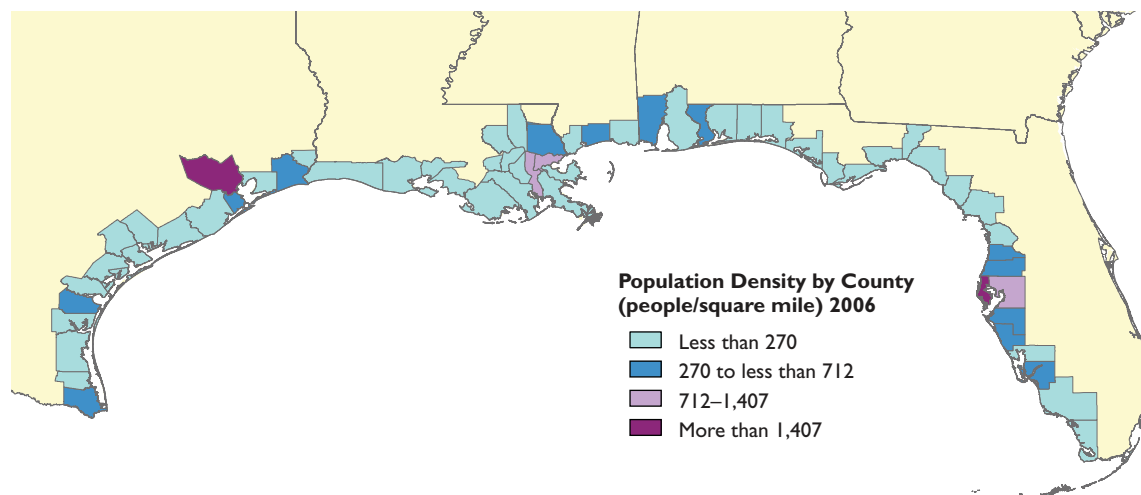 Population Density by County
(people/square mile) 2006
Less than 270
270 to less than 712
712–1,407
More than 1,407